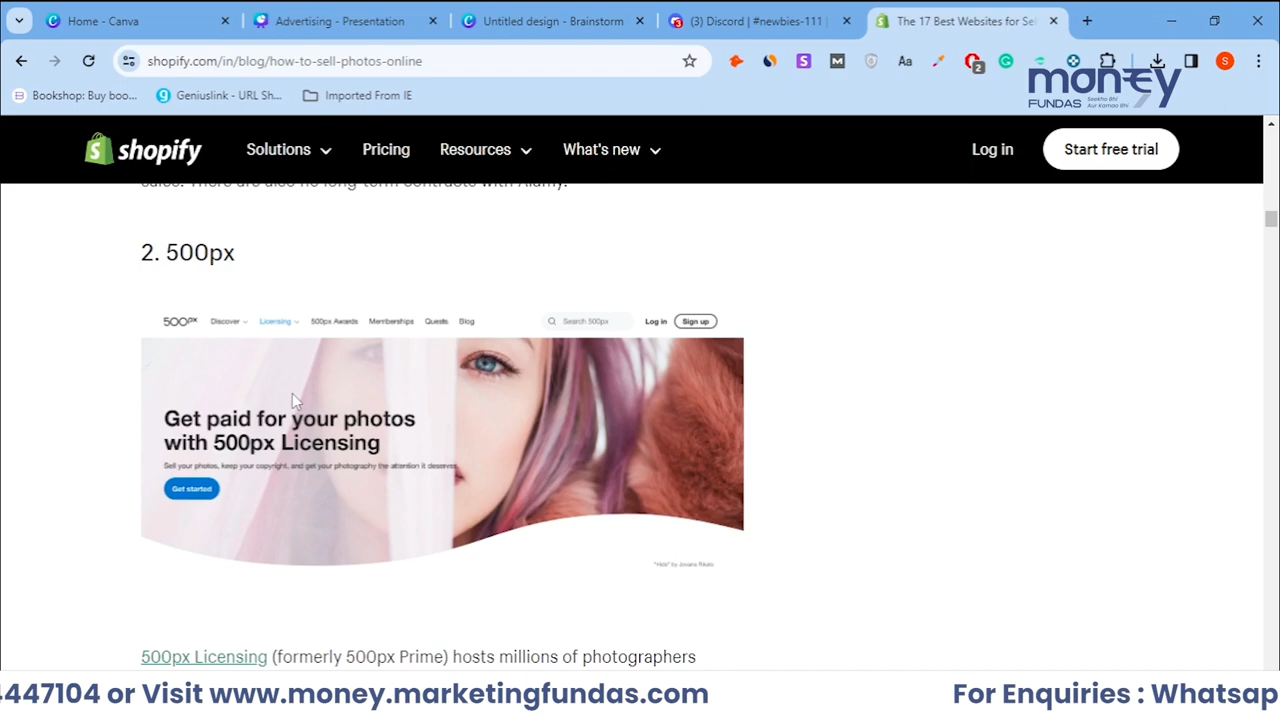 Home - Canva
Advertising - Presentation
Untitled design - Brainstorm
(3) Discord | #newbies-111 |
The 17 Best Websites for Sel
shopify.com/in/blog/how-to-sell-photos-online
Aa
2
S
Bookshop: Buy boo...
Geniuslink - URL Sh...
Imported From IE
money
FUNDAS
Seekho Bhi
Aur Kamao Bhi
shopify
Solutions
Pricing
Resources
What's new
Log in
Start free trial
sale. There are also no long-term contracts with Alamy.
2. 500px
500px Discover Licensing 500px Awards Memberships Quests Blog Search 500px Log in Sign up
Get paid for your photos
with 500px Licensing
Sell your photos, keep your copyright, and get your photography the attention it deserves.
Get started
"Hide" by Jovana Rikalo
500px Licensing (formerly 500px Prime) hosts millions of photographers
4447104 or Visit www.money.marketingfundas.com
For Enquiries : Whatsap